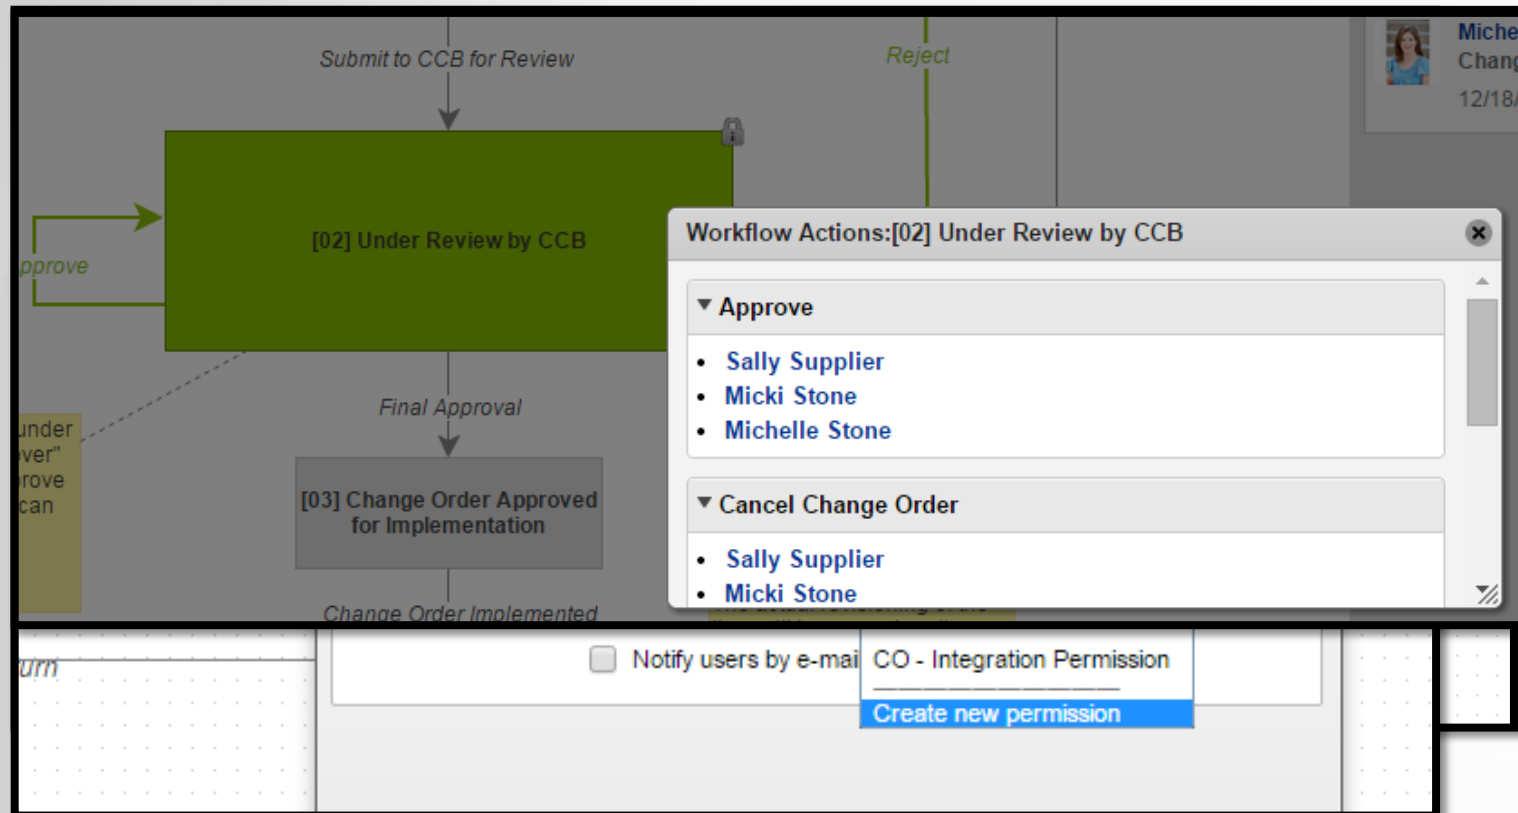 Submit to CCB for Review
Reject
Miche
Chang
12/18/
[02] Under Review by CCB
pprove
Workflow Actions:[02] Under Review by CCB
Approve
Sally Supplier
Micki Stone
Michelle Stone
Cancel Change Order
Sally Supplier
Micki Stone
Final Approval
under
ver"
prove
can
[03] Change Order Approved
for Implementation
Change Order Implemented
urn
Notify users by e-mai
CO - Integration Permission
Create new permission